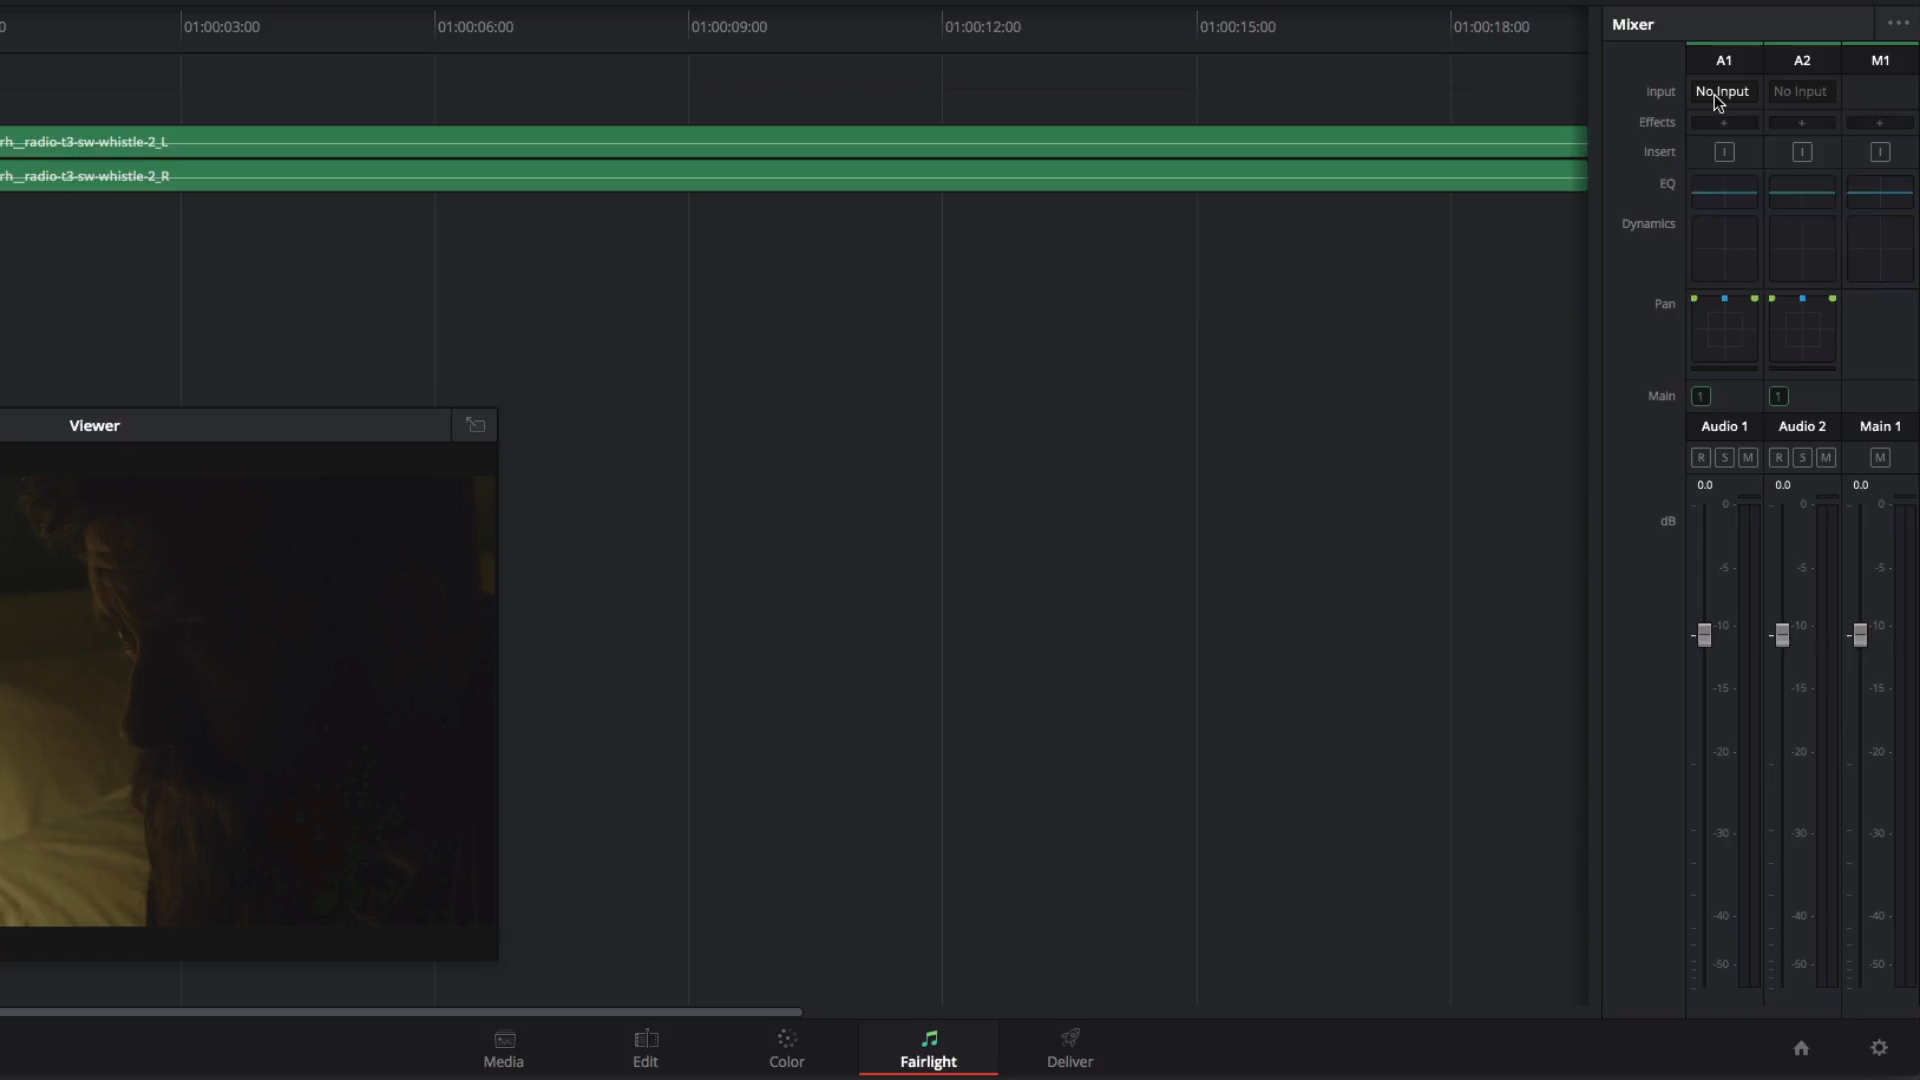 01:00:03:00 01:00:06:00 01:00:09:00 01:00:12:00 01:00:15:00 01:00:18:00
Mixer
A1 A2 M1
Input No Input No Input
Effects + + +
Insert I I I
EQ
Dynamics
Pan
Main 1 1
Audio 1 Audio 2 Main 1
R S M R S M M
0.0 0.0 0.0
dB
0 - 0 - 0 -
-5 - -5 - -5 -
-10 - -10 - -10 -
-15 - -15 - -15 -
-20 - -20 - -20 -
-30 - -30 - -30 -
-40 - -40 - -40 -
-50 - -50 - -50 -
rh__radio-t3-sw-whistle-2_L
rh__radio-t3-sw-whistle-2_R
Viewer
Media Edit Color Fairlight Deliver